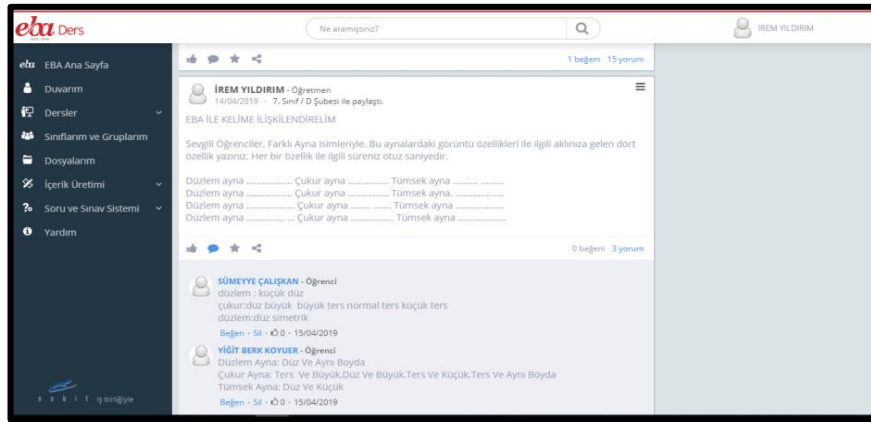 eba Ders
Ne aramıştınız?
İREM YILDIRIM
eba EBA Ana Sayfa
Duvarım
Dersler
Sınıflarım ve Gruplarım
Dosyalarım
İçerik Üretimi
Soru ve Sınav Sistemi
Yardım
sebit işbirliğiyle
1 beğeni 15 yorum
İREM YILDIRIM - Öğretmen
14/04/2019 - 7. Sınıf / D Şubesi ile paylaştı.
EBA İLE KELİME İLİŞKİLENDİRELİM
Sevgili Öğrenciler, Farklı Ayna isimleriyle. Bu aynalardaki görüntü özellikleri ile ilgili aklınıza gelen dört
özellik yazınız. Her bir özellik ile ilgili süreniz otuz saniyedir.
Düzlem ayna .................. Çukur ayna ................ Tümsek ayna .......... .........
Düzlem ayna .................. Çukur ayna ................ Tümsek ayna. ...................
Düzlem ayna ................... Çukur ayna ........ ....... Tümsek ayna ...................
Düzlem ayna ............... ... Çukur ayna ................. Tümsek ayna ...................
0 beğeni 3 yorum
SÜMEYYE ÇALIŞKAN - Öğrenci
düzlem : küçük düz
çukur:düz büyük büyük ters normal ters küçük ters
düzlem:düz simetrik
Beğen - Sil - 0 - 15/04/2019
YİĞİT BERK KOYUER - Öğrenci
Düzlem Ayna: Düz Ve Aynı Boyda
Çukur Ayna: Ters Ve Büyük,Düz Ve Büyük,Ters Ve Küçük,Ters Ve Aynı Boyda
Tümsek Ayna: Düz Ve Küçük
Beğen - Sil - 0 - 15/04/2019